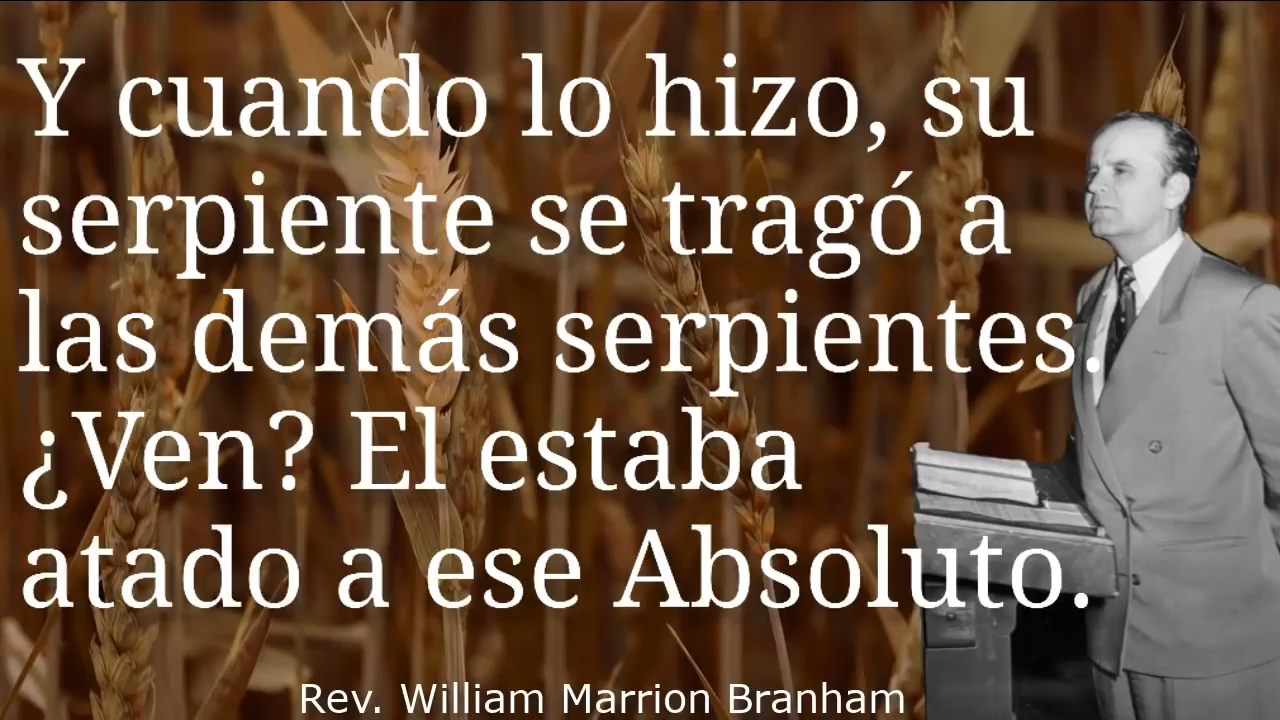 Y cuando lo hizo, su
serpiente se tragó a
las demás serpientes.
¿Ven? El estaba
atado a ese Absoluto.
Rev. William Marrion Branham